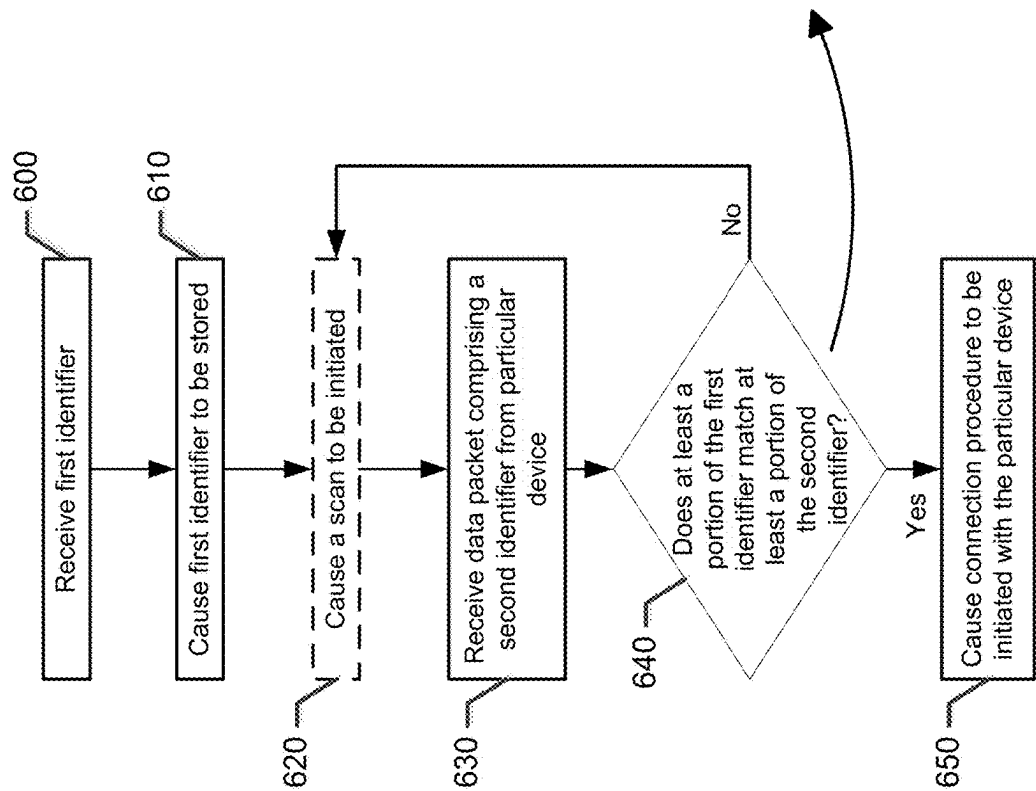 600
Receive first identifier
610
Cause first identifier to be stored
620
Cause a scan to be initiated
630
Receive data packet comprising a
second identifier from particular
device
640
Does at least a
portion of the first
identifier match at
least a portion of
the second
identifier?
No
Yes
650
Cause connection procedure to be
initiated with the particular device